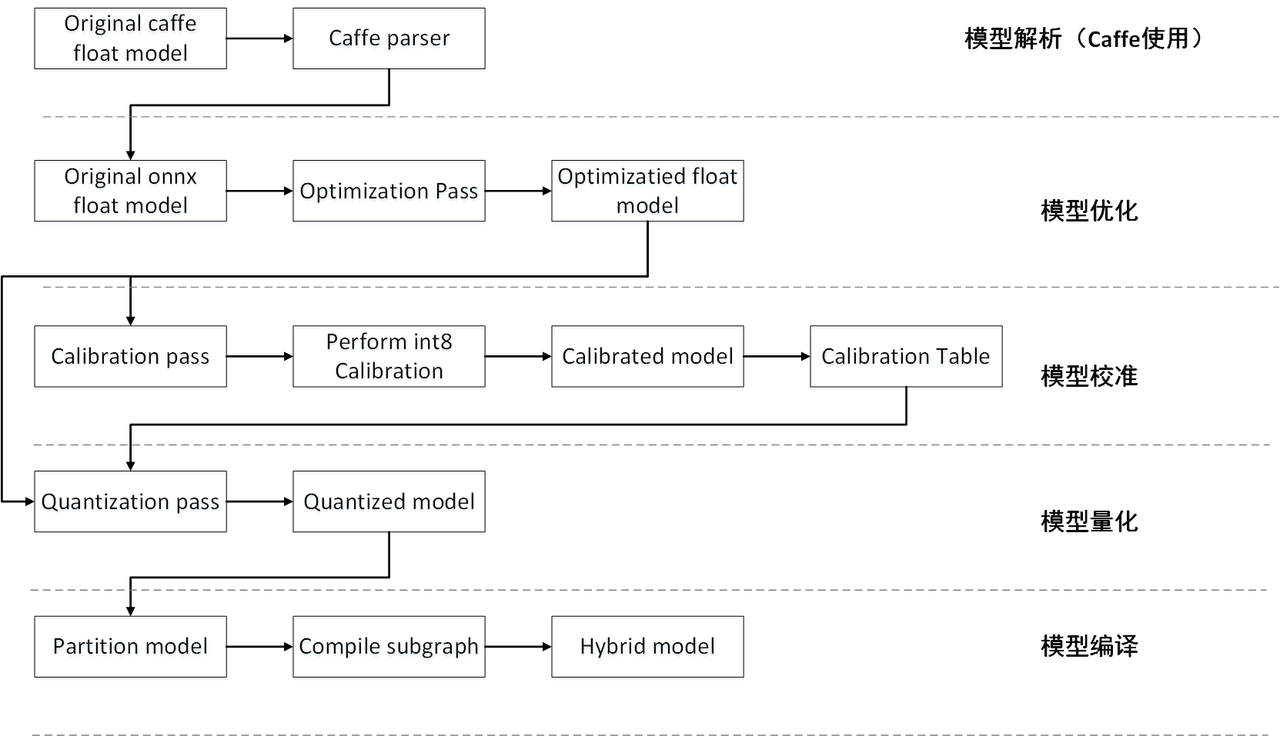 Original caffe
float model
Caffe parser
模型解析（Caffe使用）
Original onnx
float model
Optimization Pass
Optimizatied float
model
模型优化
Calibration pass
Perform int8
Calibration
Calibrated model
Calibration Table
模型校准
Quantization pass
Quantized model
模型量化
Partition model
Compile subgraph
Hybrid model
模型编译